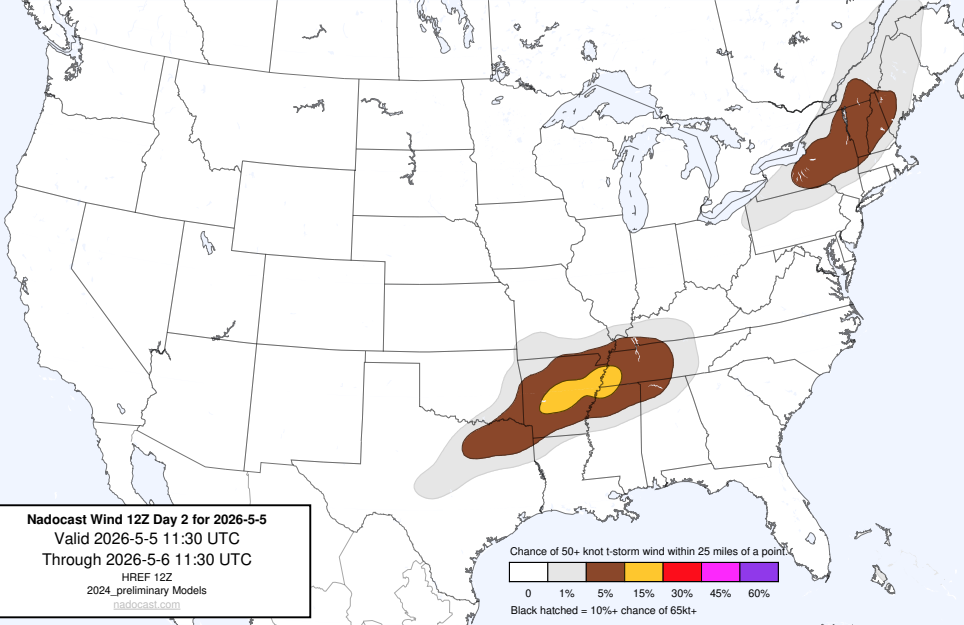 Nadocast Wind 12Z Day 2 for 2026-5-5
Valid 2026-5-5 11:30 UTC
Through 2026-5-6 11:30 UTC
HREF 12Z
2024_preliminary Models
nadocast.com
Chance of 50+ knot t-storm wind within 25 miles of a point.
0 1% 5% 15% 30% 45% 60%
Black hatched = 10%+ chance of 65kt+